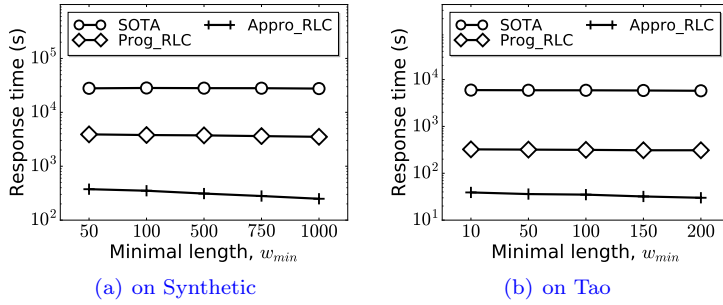 SOTA
Prog_RLC
Appro_RLC
Response time (s)
10^5
10^4
10^3
10^2
50 100 500 750 1000
Minimal length, w_min
(a) on Synthetic
SOTA
Prog_RLC
Appro_RLC
Response time (s)
10^4
10^3
10^2
10^1
10 50 100 150 200
Minimal length, w_min
(b) on Tao